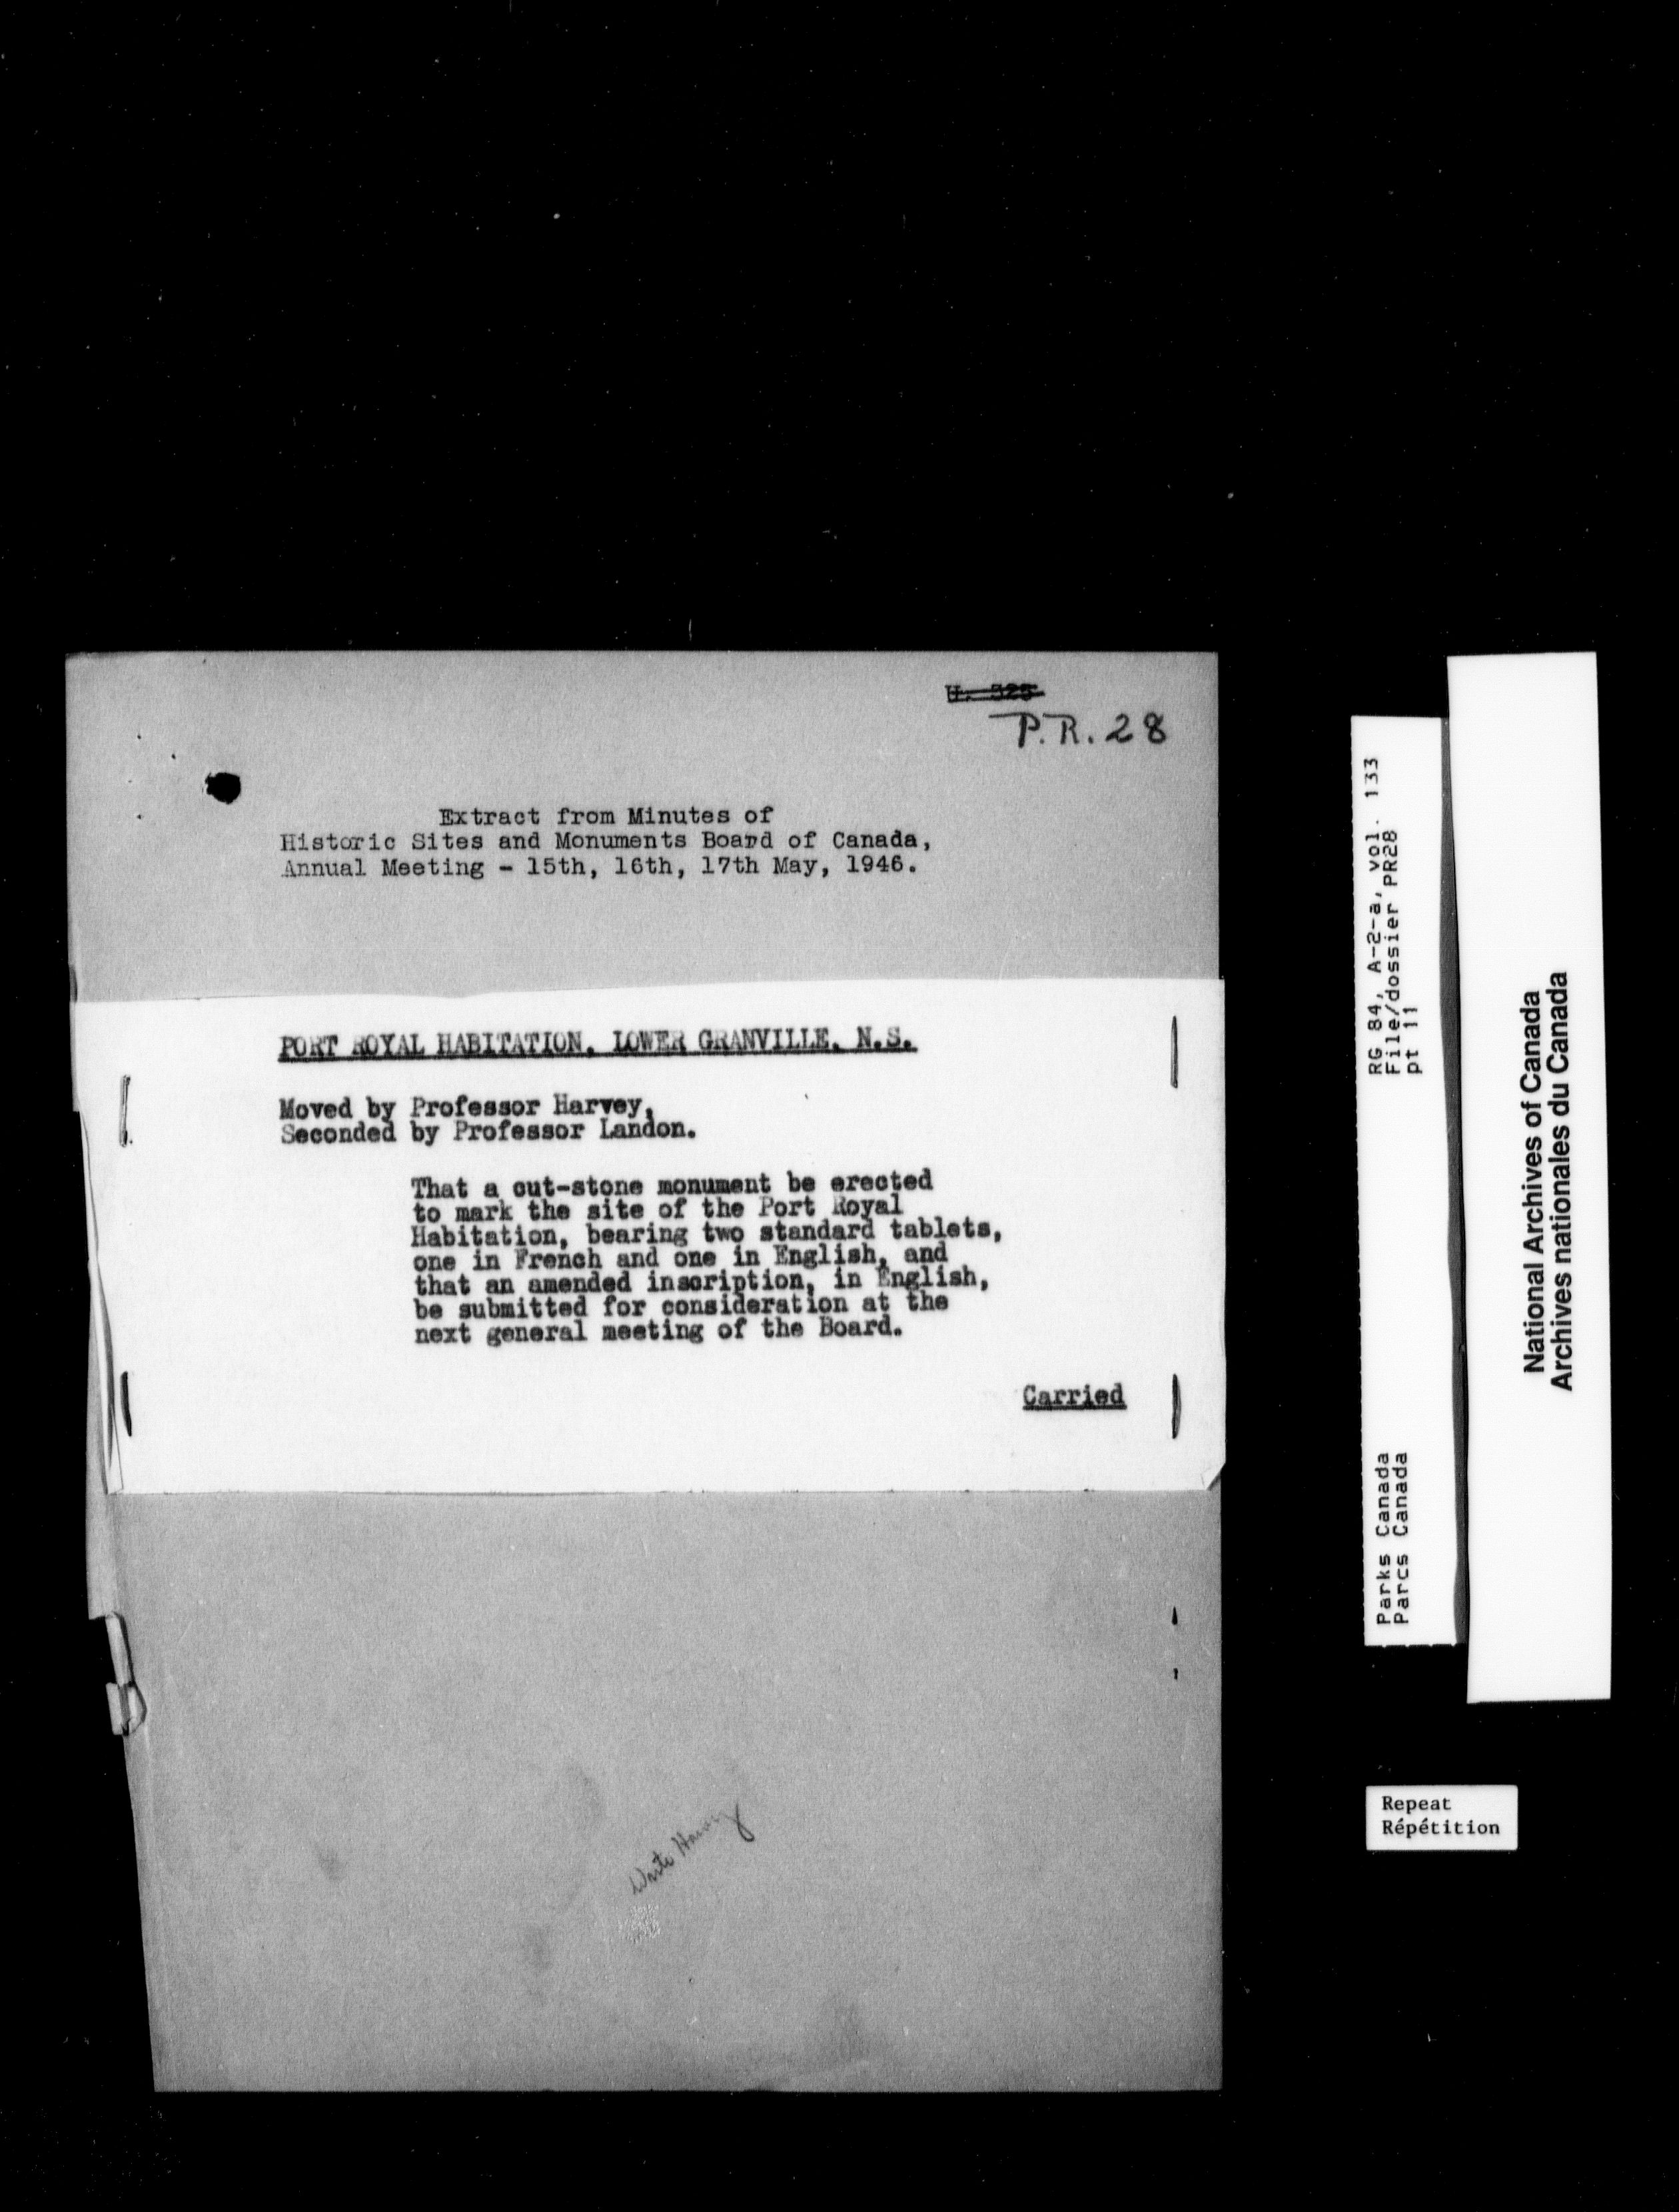 U. 325
P.R. 28
Extract from Minutes of
Historic Sites and Monuments Board of Canada,
Annual Meeting - 15th, 16th, 17th May, 1946.
PORT ROYAL HABITATION, LOWER GRANVILLE, N.S.
Moved by Professor Harvey,
Seconded by Professor Landon.
That a cut-stone monument be erected
to mark the site of the Port Royal
Habitation, bearing two standard tablets,
one in French and one in English, and
that an amended inscription, in English,
be submitted for consideration at the
next general meeting of the Board.
Carried
Write Harvey
RG 84, A-2-a, vol. 133
File/dossier PR28
pt 11
Parks Canada
Parcs Canada
National Archives of Canada
Archives nationales du Canada
Repeat
Répétition